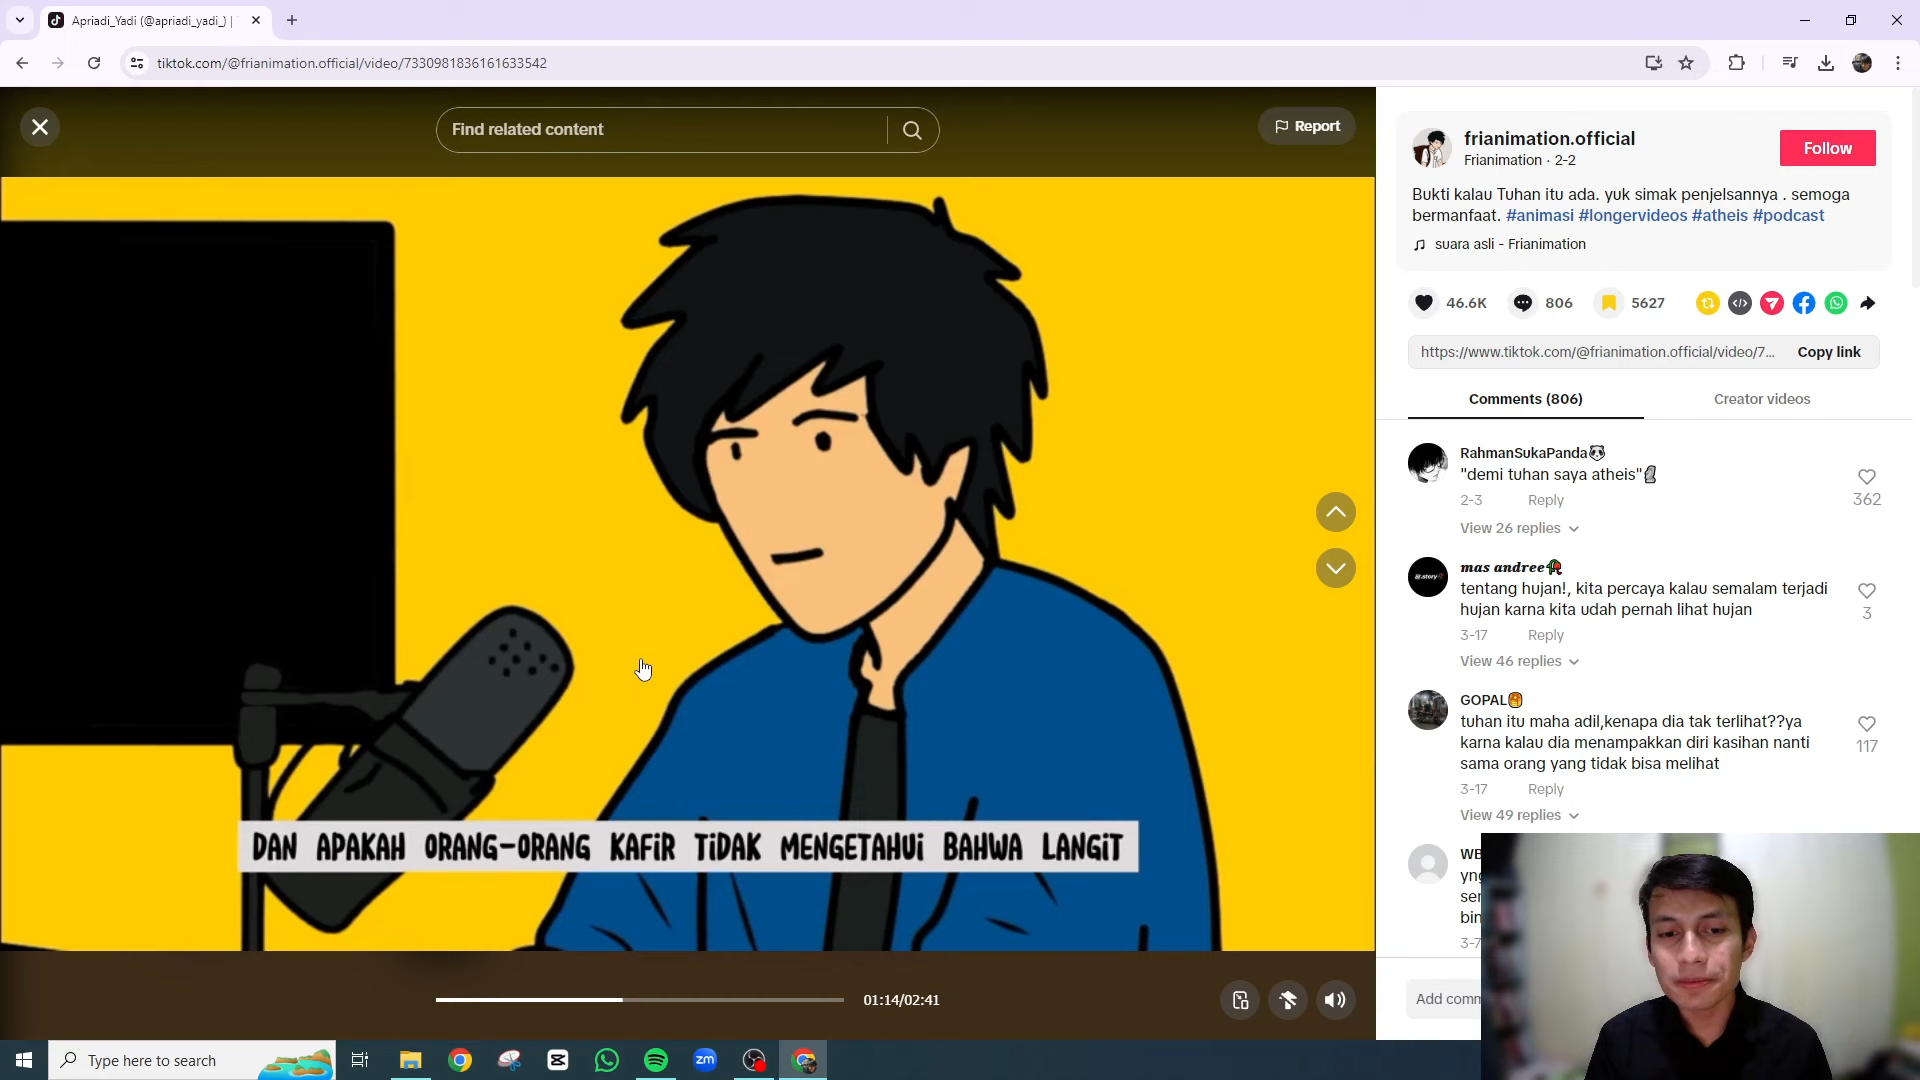 Apriadi_Yadi (@apriadi_yadi_) |
tiktok.com/@frianimation.official/video/7330981836161633542
Find related content
Report
DAN APAKAH ORANG-ORANG KAFIR TIDAK MENGETAHUI BAHWA LANGIT
01:14/02:41
frianimation.official
Frianimation · 2-2
Follow
Bukti kalau Tuhan itu ada. yuk simak penjelsannya . semoga
bermanfaat. #animasi #longervideos #atheis #podcast
suara asli - Frianimation
46.6K
806
5627
https://www.tiktok.com/@frianimation.official/video/7...
Copy link
Comments (806)
Creator videos
RahmanSukaPanda🐼
"demi tuhan saya atheis"🗿
2-3
Reply
362
View 26 replies
mas andree
tentang hujan!, kita percaya kalau semalam terjadi
hujan karna kita udah pernah lihat hujan
3
3-17
Reply
View 46 replies
GOPAL
tuhan itu maha adil,kenapa dia tak terlihat??ya
karna kalau dia menampakkan diri kasihan nanti
sama orang yang tidak bisa melihat
117
3-17
Reply
View 49 replies
Add comm
Type here to search
zm